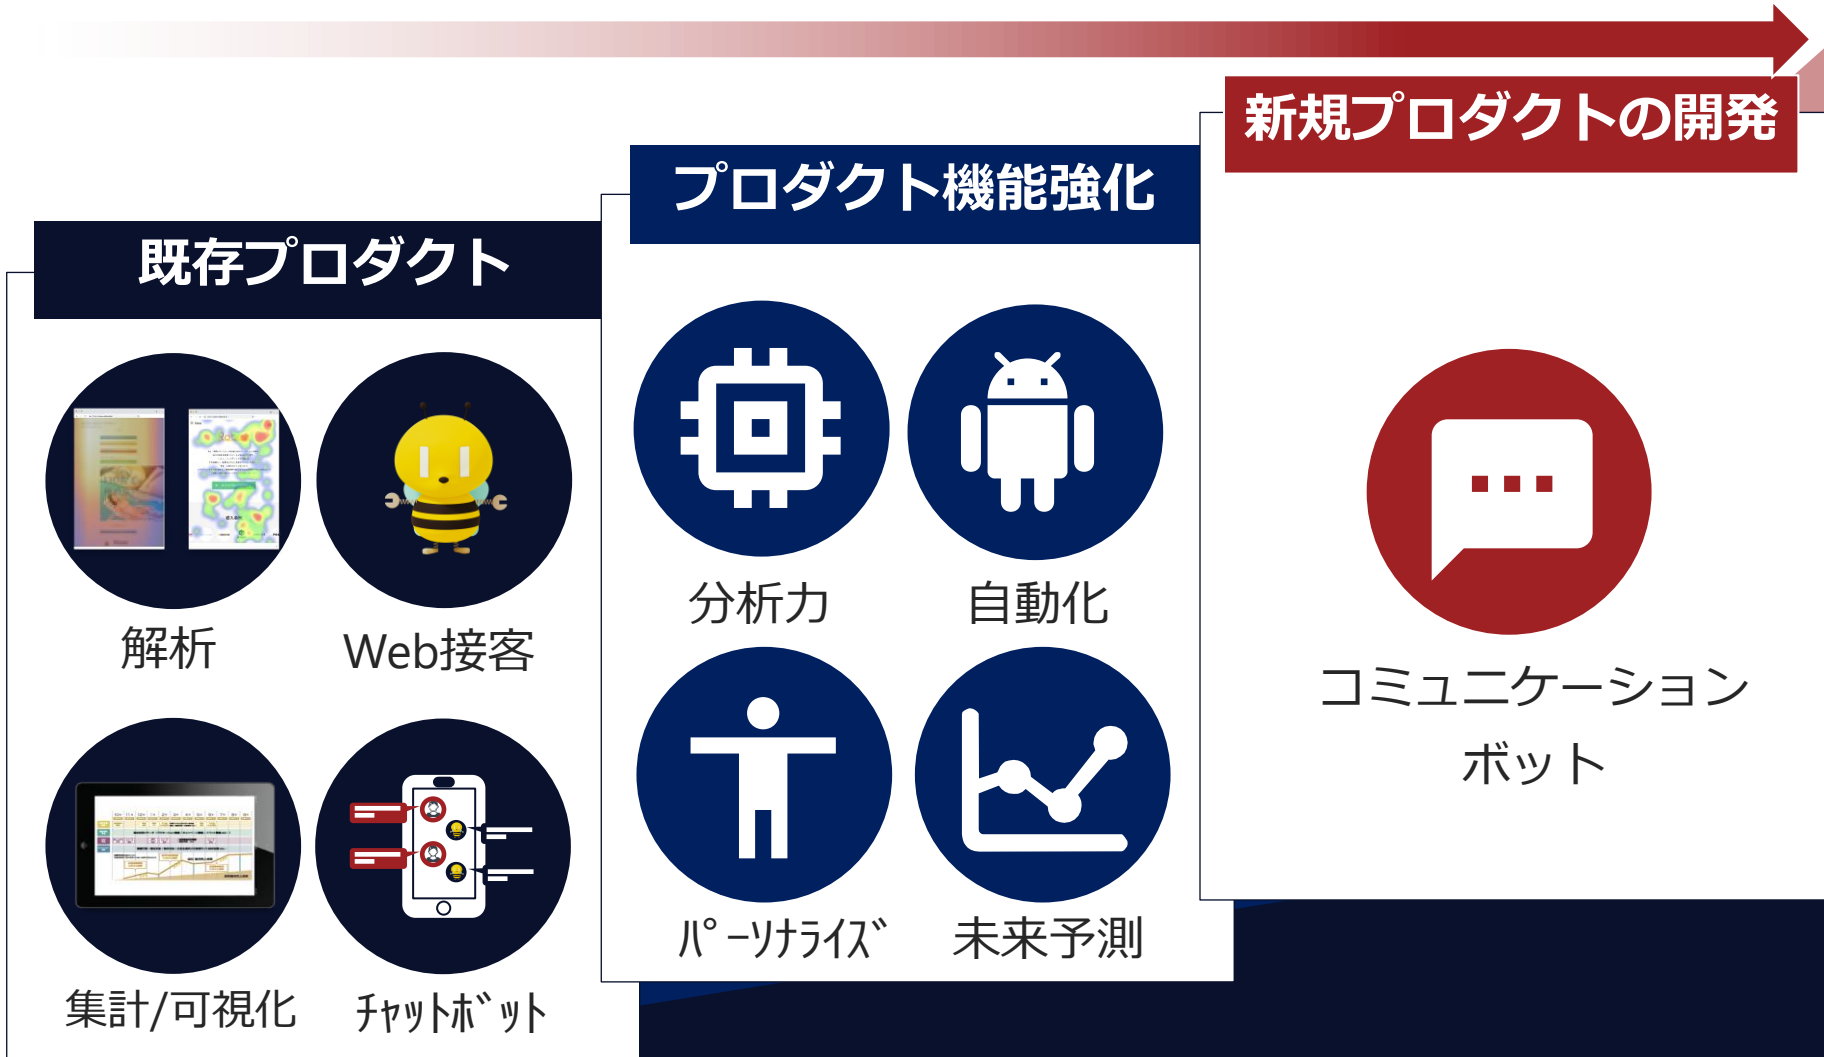 新規プロダクトの開発
プロダクト機能強化
既存プロダクト
解析
Web接客
集計/可視化
ﾁｬｯﾄﾎﾞｯﾄ
分析力
自動化
ﾊﾟｰｿﾅﾗｲｽﾞ
未来予測
コミュニケーション
ボット